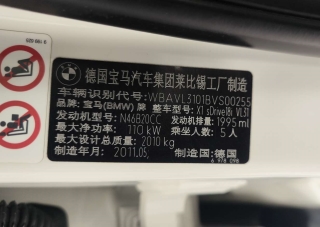 德国宝马汽车集团莱比锡工厂制造
车辆识别代号:WBAVL3101BVS00255
品牌:宝马(BMW)牌 整车型号:X1 sDrive18i VL31
发动机型号:N46B20CC 发动机排量:1995 ml
最大净功率:110 kW 乘坐人数:5 人
最大设计总质量:2010 kg
制造年月:2011.05. 制造国:德国
6 978 098